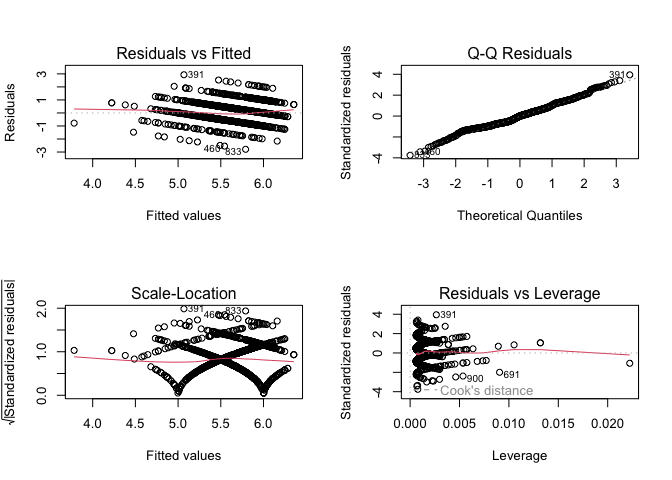 Residuals vs Fitted
Residuals
3
1
-1
-3
391
460
833
4.0 4.5 5.0 5.5 6.0
Fitted values
Q-Q Residuals
Standardized residuals
4
2
0
-4
391
460
-3 -2 -1 0 1 2 3
Theoretical Quantiles
Scale-Location
√|Standardized residuals|
2.0
1.0
0.0
391
460
833
4.0 4.5 5.0 5.5 6.0
Fitted values
Residuals vs Leverage
Standardized residuals
4
2
0
-4
391
900
691
Cook's distance
0.000 0.005 0.010 0.015 0.020
Leverage